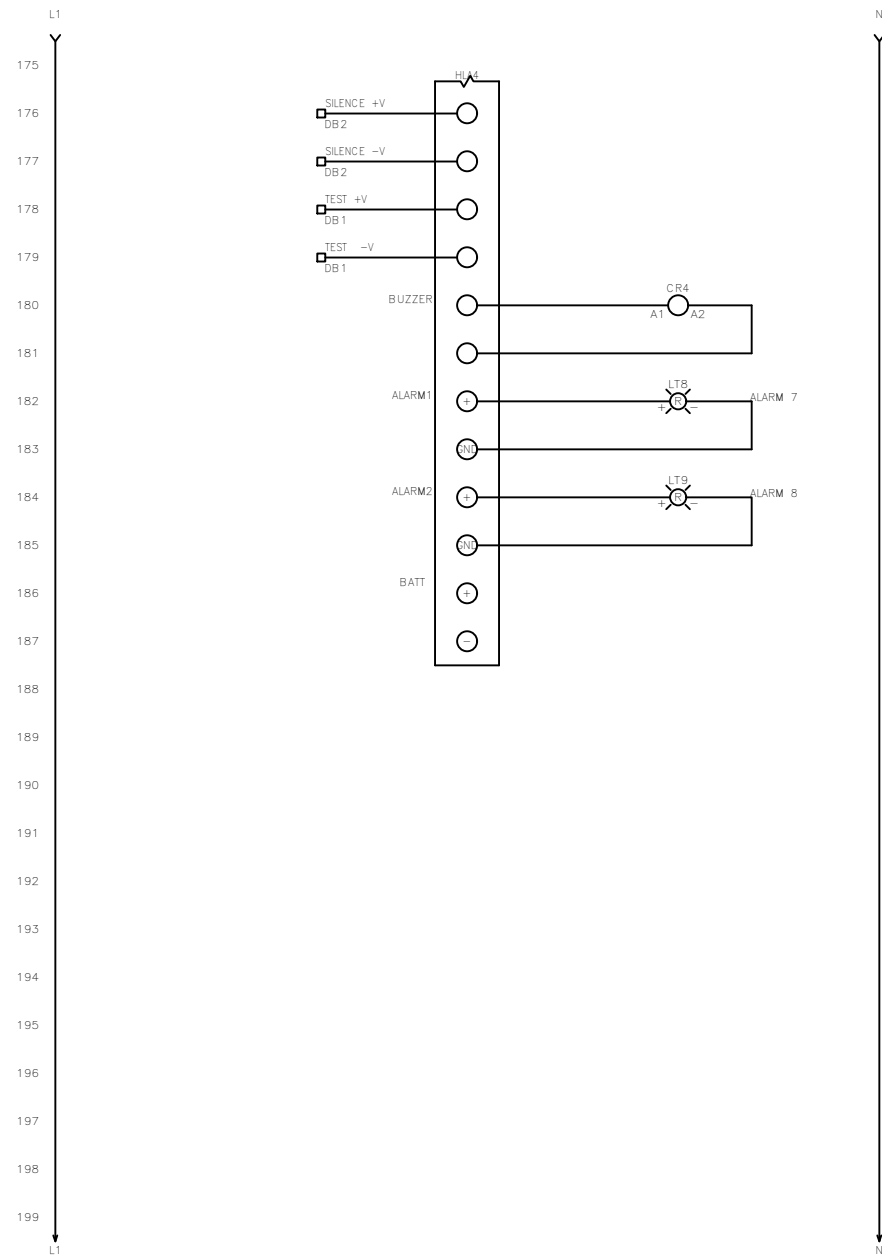 L1 N
175
HLA4
SILENCE +V
176
DB2
SILENCE -V
177
DB2
TEST +V
178
DB1
TEST -V
179
DB1
CR4
180 BUZZER
A1 A2
181
LT8
182 ALARM1 + R ALARM 7
+ -
183 GND
LT9
184 ALARM2 + R ALARM 8
+ -
185 GND
BATT
186 +
187 -
188
189
190
191
192
193
194
195
196
197
198
199
L1 N